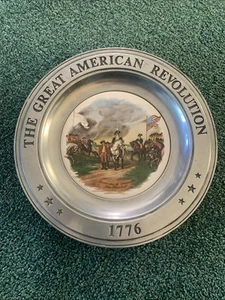 THE GREAT AMERICAN REVOLUTION
1776